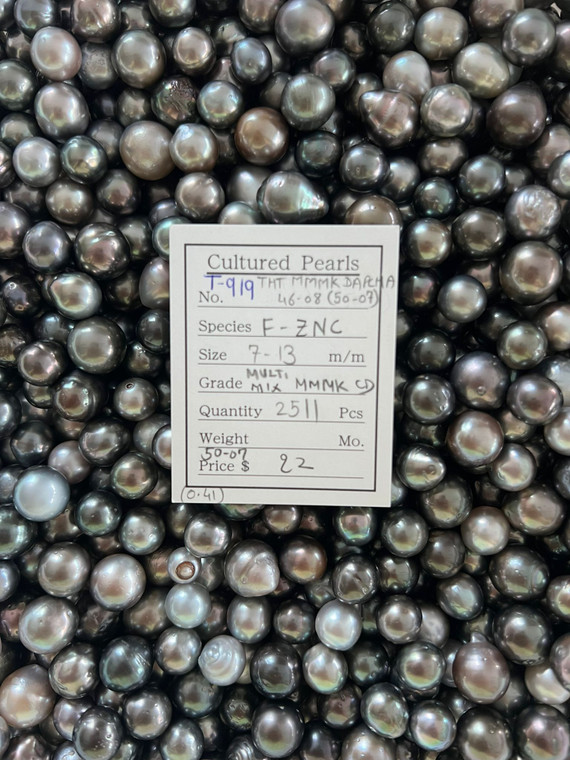 Cultured Pearls
T-919 THT MMMK
No. 46-08 (50-07)
Species F-ZNC
Size 7-13 m/m
MULTI
Grade MIX MMMK CD
Quantity 2511 Pcs
Weight Mo.
50-07
Price $ 22
(0.41)